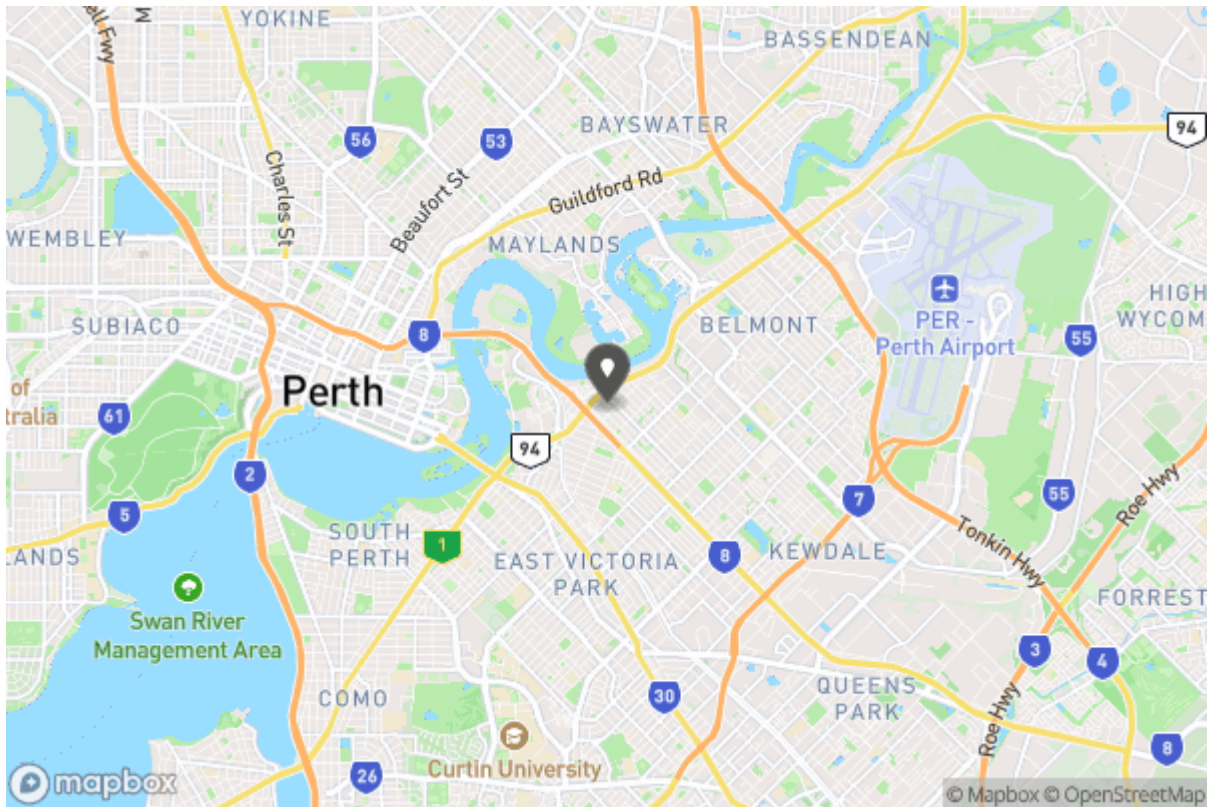 YOKINE
BASSENDEAN
M
all Fwy
56
53
BAYSWATER
94
Charles St
Beaufort St
Guildford Rd
WEMBLEY
MAYLANDS
SUBIACO
8
BELMONT
PER -
Perth Airport
HIGH
WYCOM
55
of
tralia
61
Perth
94
2
5
SOUTH
PERTH
1
EAST VICTORIA
PARK
8
7
KEWDALE
55
Roe Hwy
Tonkin Hwy
LANDS
Swan River
Management Area
FORREST
3
4
COMO
30
QUEENS
PARK
Roe Hwy
8
Curtin University
26
mapbox
© Mapbox © OpenStreetMap